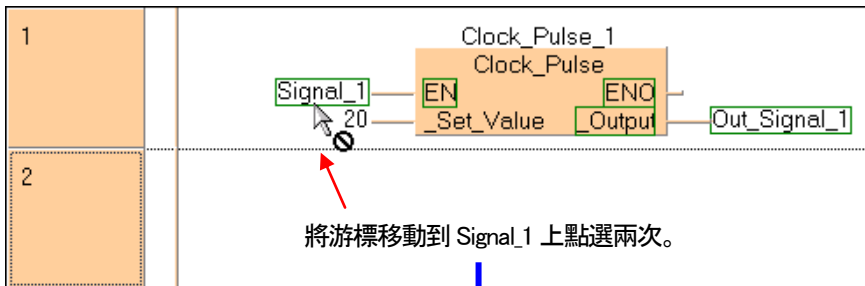 1
Clock_Pulse_1
Clock_Pulse
Signal_1 EN ENO
20 _Set_Value _Output Out_Signal_1
2
將游標移動到 Signal_1 上點選兩次。